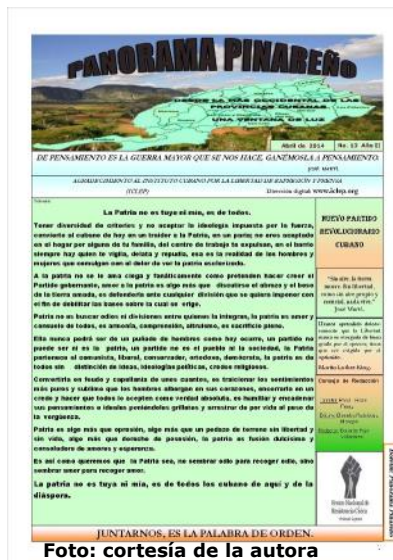 PANORAMA PINAREÑO
DESDE LA MÁS OCCIDENTAL DE LAS
PROVINCIAS CUBANAS
UNA VENTANA DE LUZ
Abril de 2014 No. 13 Año II
DE PENSAMIENTO ES LA GUERRA MAYOR QUE SE NOS HACE, GANÉMOSLA A PENSAMIENTO.
José Martí.
AGRADECIMIENTO AL INSTITUTO CUBANO POR LA LIBERTAD DE EXPRESIÓN Y PRENSA
(ICLEP) Dirección digital: www.iclep.org
La Patria no es tuya ni mía, es de todos.
Tener diversidad de criterios y no aceptar la ideología impuesta por la fuerza,
convierte al cubano de hoy en un traidor a la Patria, en un paria; no eres aceptado
en el hogar por alguno de tu familia, del centro de trabajo te expulsan, en el barrio
siempre hay quien te vigila, delata y repudia, esa es la realidad de los hombres y
mujeres que comulgan con el dolor de ver la patria
A la patria no se le ama ciega y fanáticamente como pretenden hacer creer el
Partido gobernante, amar a la patria es algo más que el abrazo y el beso
de la tierra amada, es defenderla ante cualquier división que se quiera imponer con
el fin de debilitar las bases sobre la cual se erige.
Patria no es buscar odios ni divisiones entre quienes la integran, la patria es amor y
consuelo de todos, es armonía, comprensión, altruismo, es sacrificio pleno.
Ella nunca podrá ser de un puñado de hombres como hoy ocurre, un partido no
puede ser él es la patria, un partido no es el pueblo ni la sociedad, la Patria
pertenece al comunista, liberal, conservador, ortodoxo, demócrata, la patria es de
todos sin distinción de ideas, ideologías políticas, credos religiosos.
Convertirla en feudo y capellanía de unos cuantos, es traicionar los sentimientos
más puros y sublime que los hombres albergan en sus corazones, encerrarla en un
credo y hacer que todos lo acepten como verdad absoluta, es humillar y encadenar
sus pensamientos e ideales poniéndoles grilletes y arrastrar de por vida al peso de
la vergüenza.
Patria es algo más que opresión, algo más que un pedazo de terreno sin libertad y
sin vida, algo más que derecho de posesión, la patria es fusión dulcísima y
consoladora de amores y esperanza.
Es así como queremos que la Patria sea, no sembrar odio para recoger odio, sino
sembrar amor para recoger amor.
La patria no es tuya ni mía, es de todos los cubano de aquí y de la
diáspora.
NUEVO PARTIDO
REVOLUCIONARIO
CUBANO
José Martí.
Martin Luther King.
Consejo de Redacción
JUNTARNOS, ES LA PALABRA DE ORDEN.
Foto: cortesía de la autora